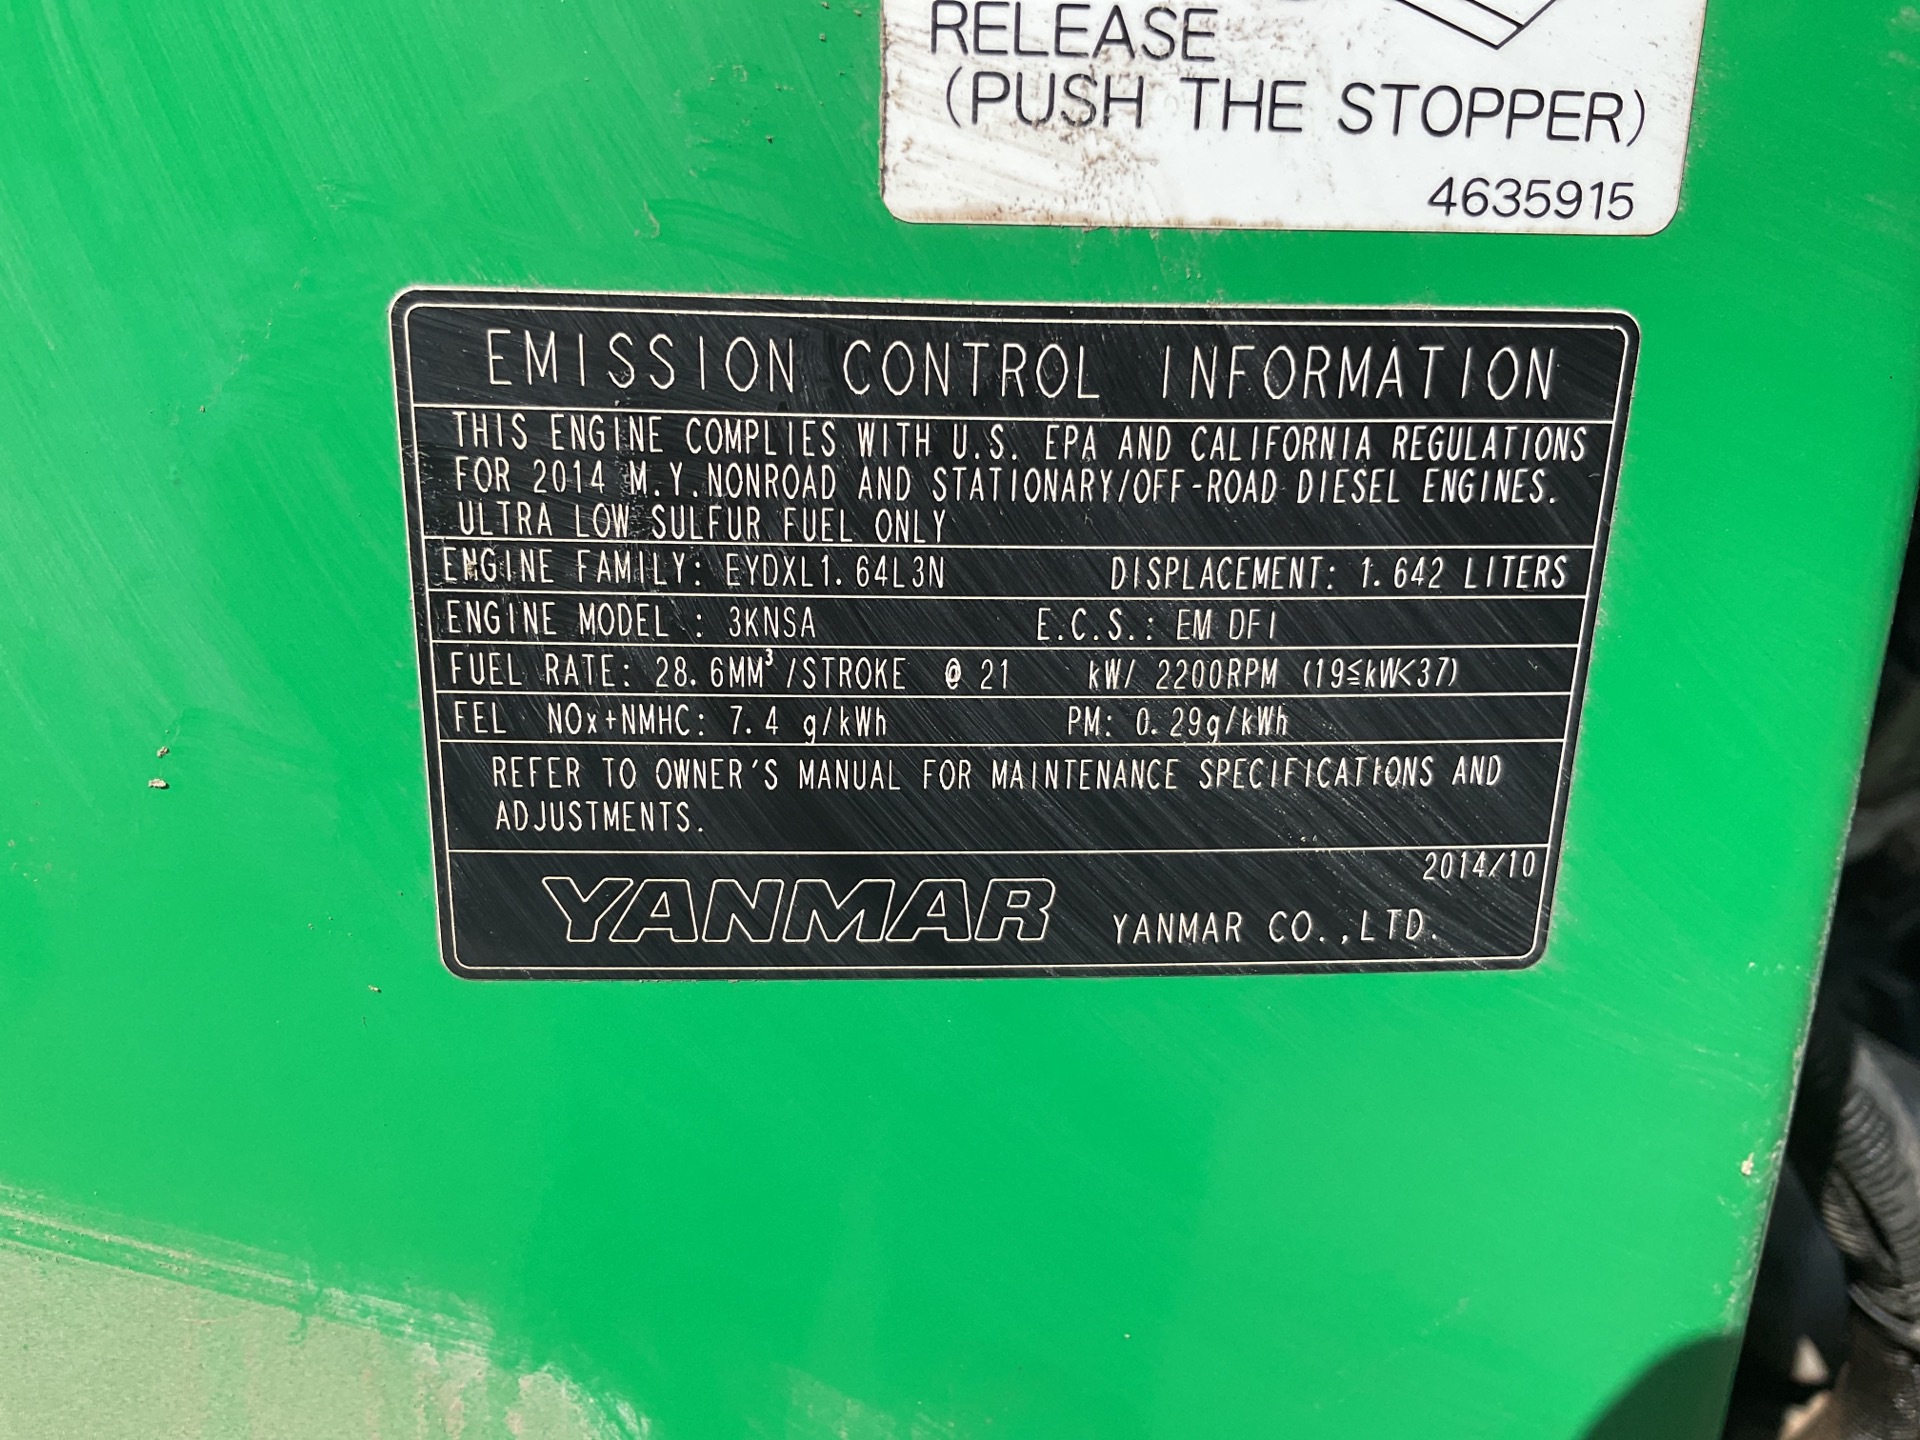 RELEASE
(PUSH THE STOPPER)
4635915
EMISSION CONTROL INFORMATION
THIS ENGINE COMPLIES WITH U.S. EPA AND CALIFORNIA REGULATIONS
FOR 2014 M.Y. NONROAD AND STATIONARY/OFF-ROAD DIESEL ENGINES.
ULTRA LOW SULFUR FUEL ONLY
ENGINE FAMILY: EYDXL1.64L3N DISPLACEMENT: 1.642 LITERS
ENGINE MODEL : 3KNSA E.C.S.: EM DFI
FUEL RATE: 28.6MM³/STROKE @ 21 kW/ 2200RPM (19≦kW<37)
FEL NOx+NMHC: 7.4 g/kWh PM: 0.29g/kWh
REFER TO OWNER'S MANUAL FOR MAINTENANCE SPECIFICATIONS AND
ADJUSTMENTS.
2014/10
YANMAR YANMAR CO.,LTD.